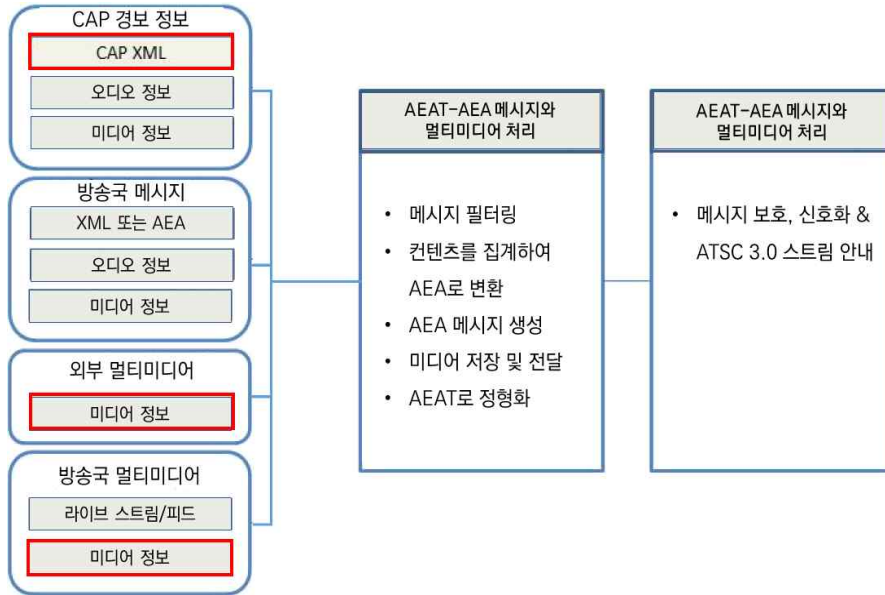 CAP 경보 정보
CAP XML
오디오 정보
미디어 정보
방송국 메시지
XML 또는 AEA
오디오 정보
미디어 정보
외부 멀티미디어
미디어 정보
방송국 멀티미디어
라이브 스트림/피드
미디어 정보
AEAT-AEA 메시지와
멀티미디어 처리
• 메시지 필터링
• 컨텐츠를 집계하여
AEA로 변환
• AEA 메시지 생성
• 미디어 저장 및 전달
• AEAT로 정형화
AEAT-AEA 메시지와
멀티미디어 처리
• 메시지 보호, 신호화 &
ATSC 3.0 스트림 안내